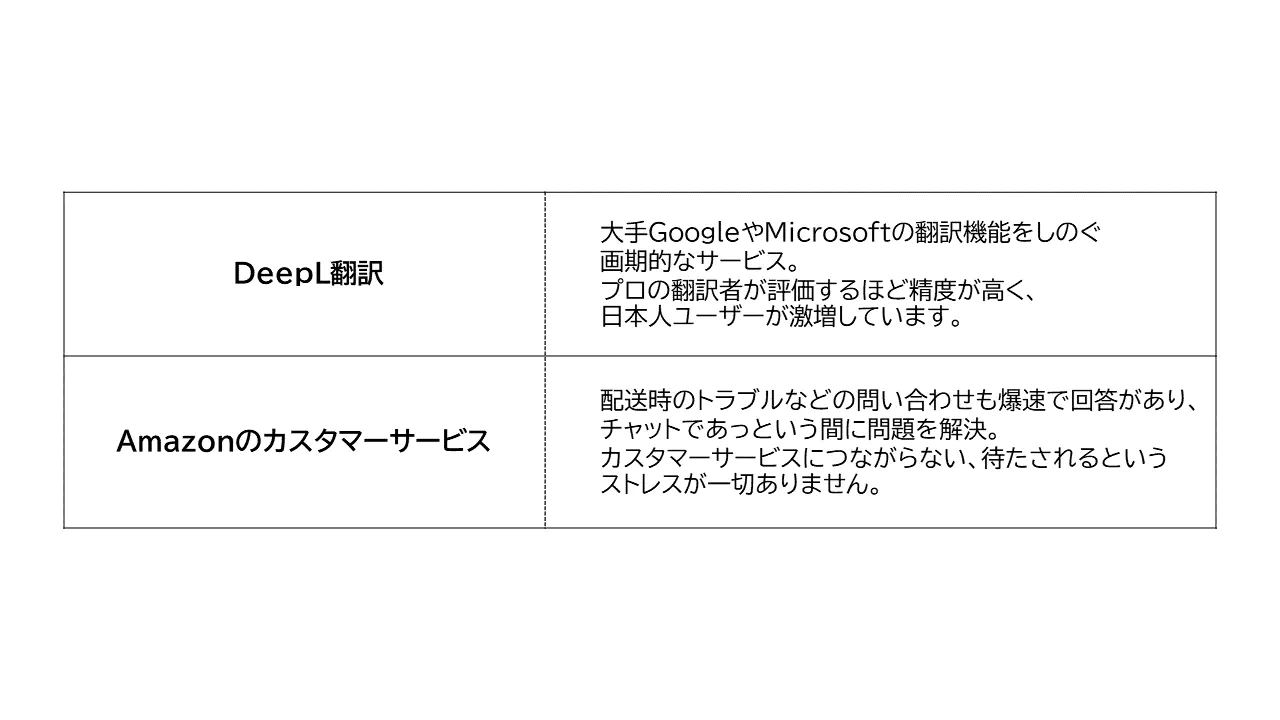 DeepL翻訳
大手GoogleやMicrosoftの翻訳機能をしのぐ
画期的なサービス。
プロの翻訳者が評価するほど精度が高く、
日本人ユーザーが激増しています。
Amazonのカスタマーサービス
配送時のトラブルなどの問い合わせも爆速で回答があり、
チャットであっという間に問題を解決。
カスタマーサービスにつながらない、待たされるという
ストレスが一切ありません。